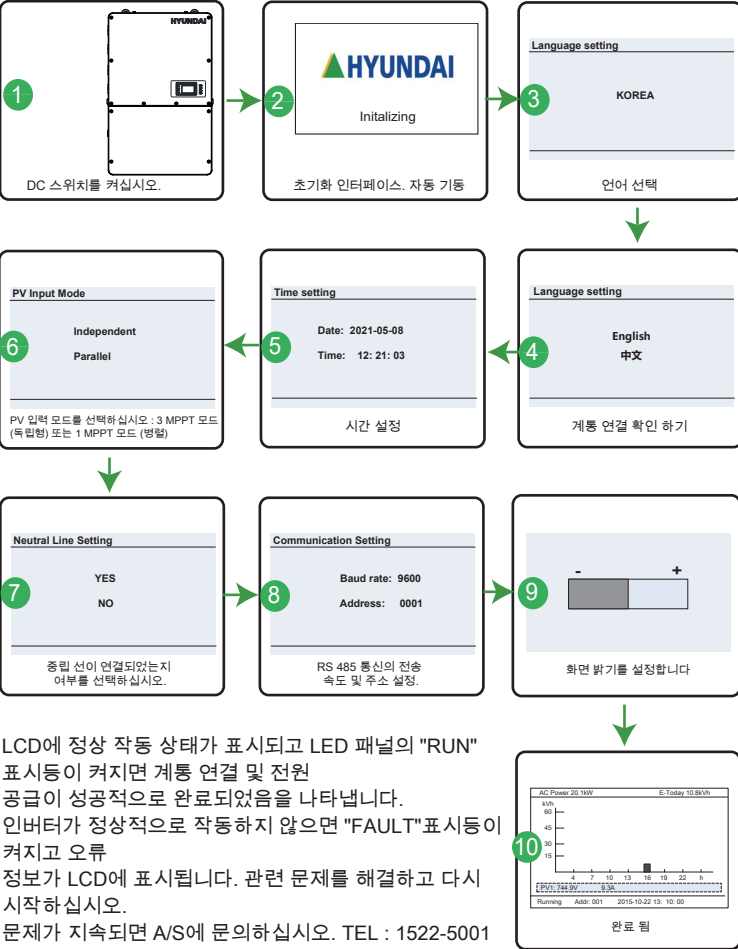 HYUNDAI
1
DC 스위치를 켜십시오.
HYUNDAI
Initalizing
2
초기화 인터페이스. 자동 기동
Language setting
KOREA
3
언어 선택
Language setting
English
中文
4
계통 연결 확인 하기
Time setting
Date: 2021-05-08
Time: 12: 21: 03
5
시간 설정
PV Input Mode
Independent
Parallel
6
PV 입력 모드를 선택하십시오 : 3 MPPT 모드
(독립형) 또는 1 MPPT 모드 (병렬)
Neutral Line Setting
YES
NO
7
중립 선이 연결되었는지
여부를 선택하십시오.
Communication Setting
Baud rate: 9600
Address: 0001
8
RS 485 통신의 전송
속도 및 주소 설정.
- +
9
화면 밝기를 설정합니다
AC Power 20.1kW E-Today 10.8kVh
kVh
60
45
30
15
4 7 10 13 16 19 22 h
PV1: 744.9V 9.3A
Running Addr: 001 2015-10-22 13: 10: 00
10
완료 됨
LCD에 정상 작동 상태가 표시되고 LED 패널의 "RUN"
표시등이 켜지면 계통 연결 및 전원
공급이 성공적으로 완료되었음을 나타냅니다.
인버터가 정상적으로 작동하지 않으면 "FAULT"표시등이
켜지고 오류
정보가 LCD에 표시됩니다. 관련 문제를 해결하고 다시
시작하십시오.
문제가 지속되면 A/S에 문의하십시오. TEL : 1522-5001